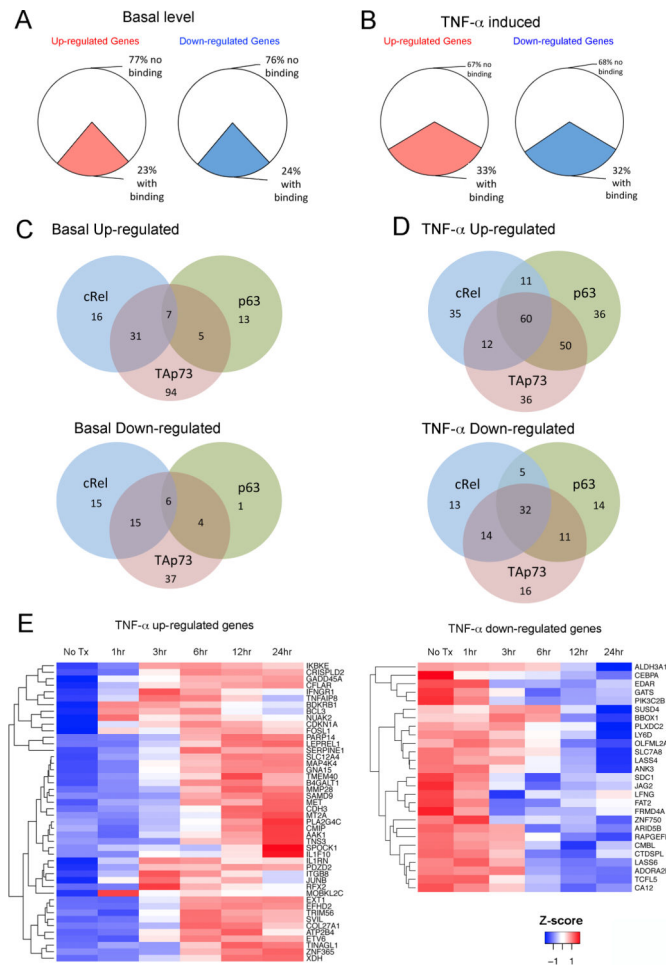 A
Basal level
Up-regulated Genes
Down-regulated Genes
77% no binding
76% no binding
23% with binding
24% with binding
B
TNF-α induced
Up-regulated Genes
Down-regulated Genes
67% no binding
68% no binding
33% with binding
32% with binding
C
Basal Up-regulated
cRel
16
7
p63
13
31
5
TAp73
94
Basal Down-regulated
cRel
15
6
p63
1
15
4
TAp73
37
D
TNF-α Up-regulated
11
cRel
35
60
p63
36
12
50
TAp73
36
TNF-α Down-regulated
5
cRel
13
32
p63
14
14
11
TAp73
16
E
TNF-α up-regulated genes
No Tx 1hr 3hr 6hr 12hr 24hr
IKBKE
CRISPLD2
GADD45A
CFLAR
IFNGR1
TNFAIP8
BDKRB1
BCL3
NUAK2
CDKN1A
FOSL1
PARP14
LEPREL1
SERPINE1
SLC12A4
MAP4K4
GNA15
TMEM40
B4GALT1
MMP28
SAMD9
MET
CDH3
MT2A
PLA2G4C
CMIP
AAK1
TNS3
SPOCK1
IL1F10
IL1RN
PDZD2
ITGB8
JUNB
RFX2
MOBKL2C
EXT1
EFHD2
TRIM56
SVIL
COL27A1
ATP2B4
ETV6
TINAGL1
ZNF365
XDH
TNF-α down-regulated genes
No Tx 1hr 3hr 6hr 12hr 24hr
ALDH3A1
CEBPA
EDAR
GATS
PIK3C2B
SUSD4
BBOX1
PLXDC2
LY6D
OLFML2A
SLC7A8
LASS4
ANK3
SDC1
JAG2
LFNG
FAT2
FRMD4A
ZNF750
ARID5B
RAPGEF
CMBL
CTDSPL
LASS6
ADORA2
TCFL5
CA12
Z-score
−1 1